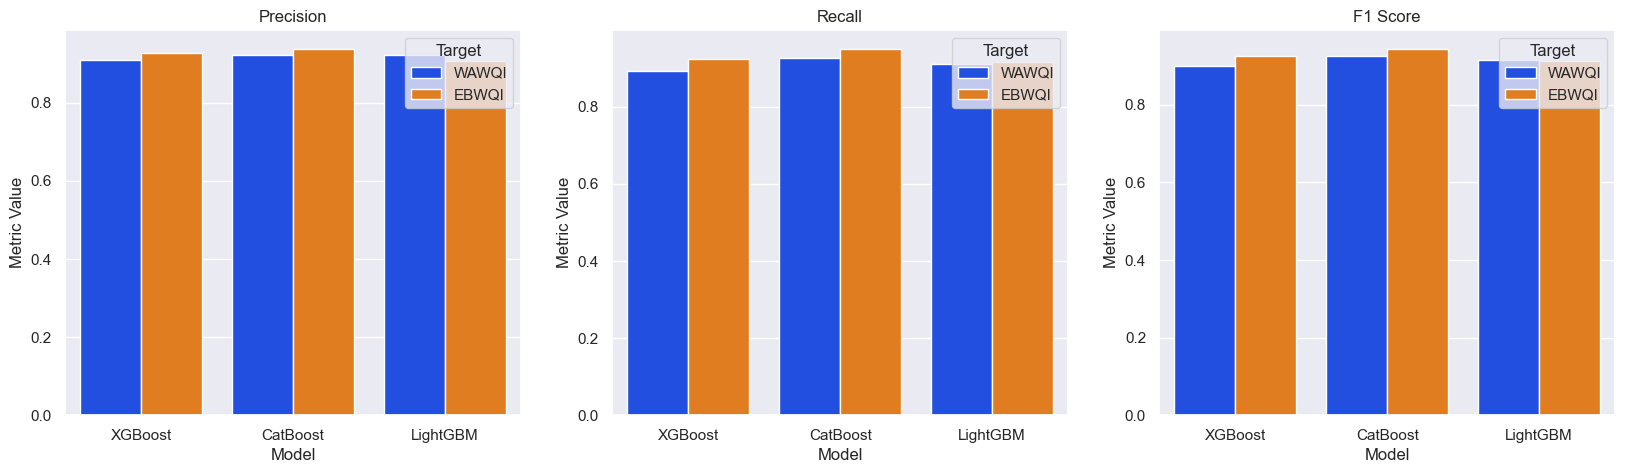 Precision
Metric Value
0.8
0.6
0.4
0.2
0.0
Target
WAWQI
EBWQI
XGBoost CatBoost LightGBM
Model
Recall
Metric Value
0.8
0.6
0.4
0.2
0.0
Target
WAWQI
EBWQI
XGBoost CatBoost LightGBM
Model
F1 Score
Metric Value
0.8
0.6
0.4
0.2
0.0
Target
WAWQI
EBWQI
XGBoost CatBoost LightGBM
Model